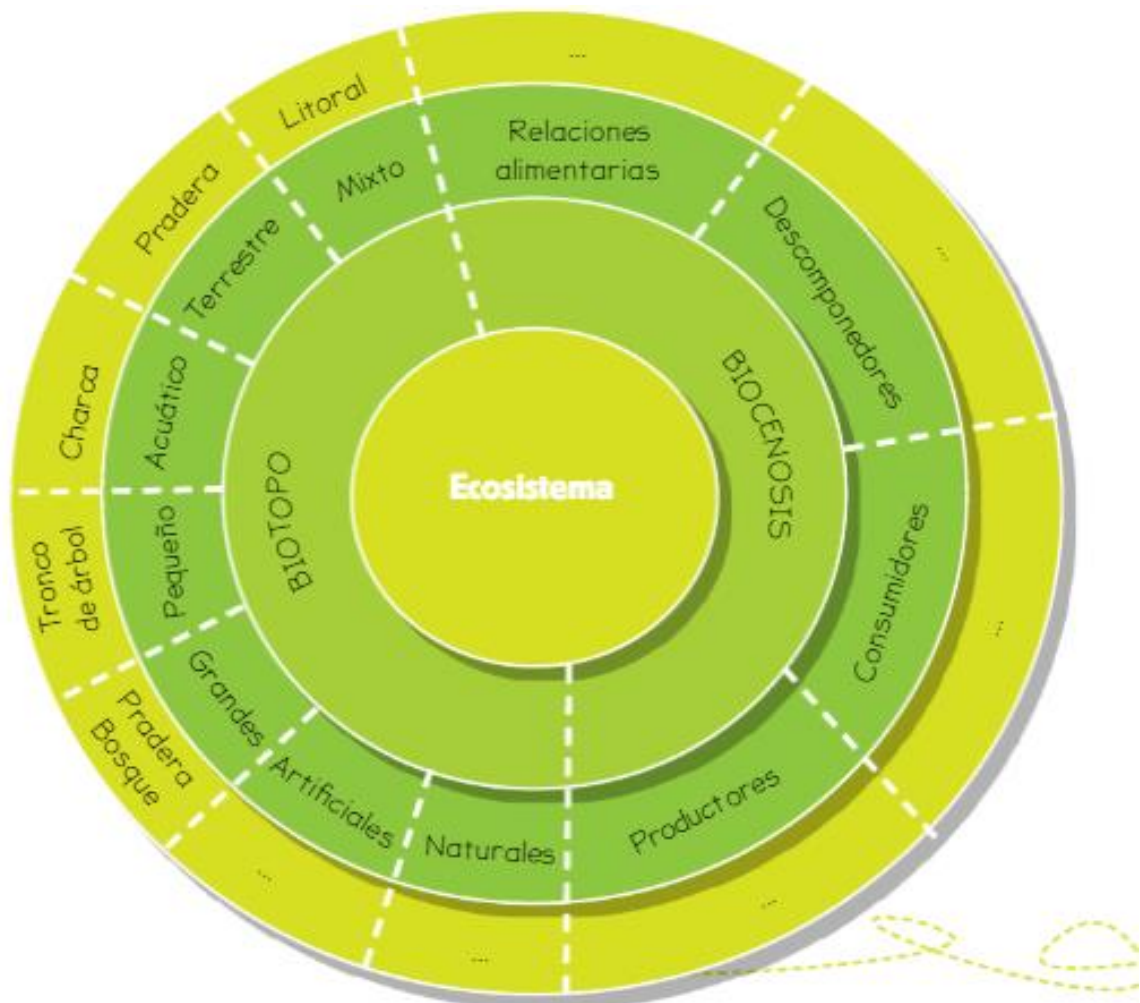 Ecosistema
BIOTOPO
BIOCENOSIS
Relaciones
alimentarias
...
Descomponedores
...
Consumidores
...
Productores
...
Naturales
...
Artificiales
...
Grandes
Pradera
Bosque
Pequeño
Tronco
de árbol
Acuático
Charca
Terrestre
Pradera
Mixto
Litoral